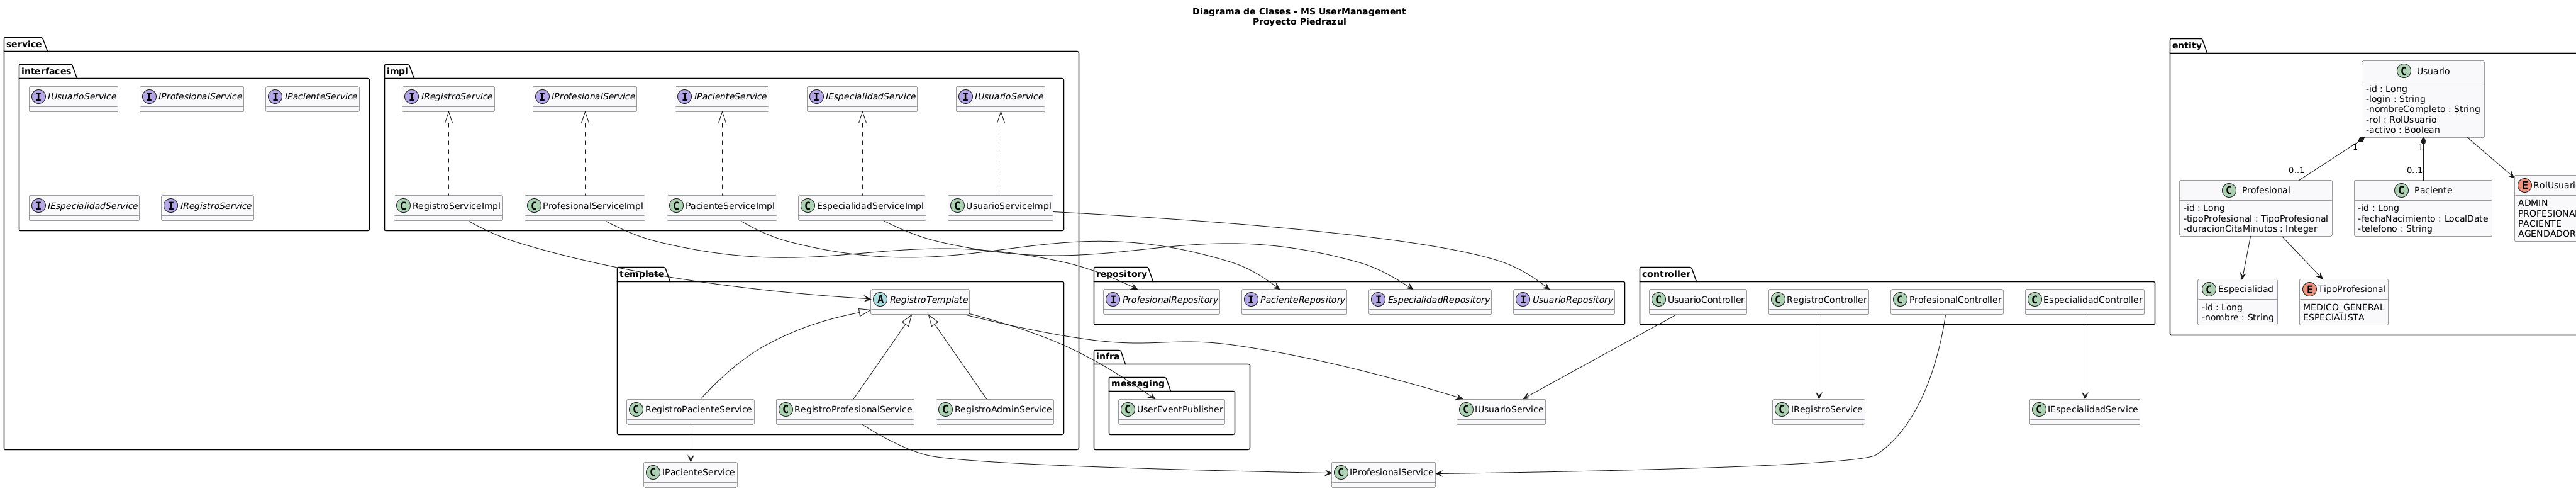 Diagrama de Clases - MS UserManagement
Proyecto Piedrazul
service
interfaces
I IUsuarioService
I IProfesionalService
I IPacienteService
I IEspecialidadService
I IRegistroService
impl
I IRegistroService
I IProfesionalService
I IPacienteService
I IEspecialidadService
I IUsuarioService
C RegistroServiceImpl
C ProfesionalServiceImpl
C PacienteServiceImpl
C EspecialidadServiceImpl
C UsuarioServiceImpl
template
A RegistroTemplate
C RegistroPacienteService
C RegistroProfesionalService
C RegistroAdminService
repository
I ProfesionalRepository
I PacienteRepository
I EspecialidadRepository
I UsuarioRepository
infra
messaging
C UserEventPublisher
controller
C UsuarioController
C RegistroController
C ProfesionalController
C EspecialidadController
C IUsuarioService
C IRegistroService
C IEspecialidadService
C IPacienteService
C IProfesionalService
entity
C Usuario
-id : Long
-login : String
-nombreCompleto : String
-rol : RolUsuario
-activo : Boolean
1
1
0..1
0..1
C Profesional
-id : Long
-tipoProfesional : TipoProfesional
-duracionCitaMinutos : Integer
C Paciente
-id : Long
-fechaNacimiento : LocalDate
-telefono : String
E RolUsuari
ADMIN
PROFESIONA
PACIENTE
AGENDADOR
C Especialidad
-id : Long
-nombre : String
E TipoProfesional
MEDICO_GENERAL
ESPECIALISTA